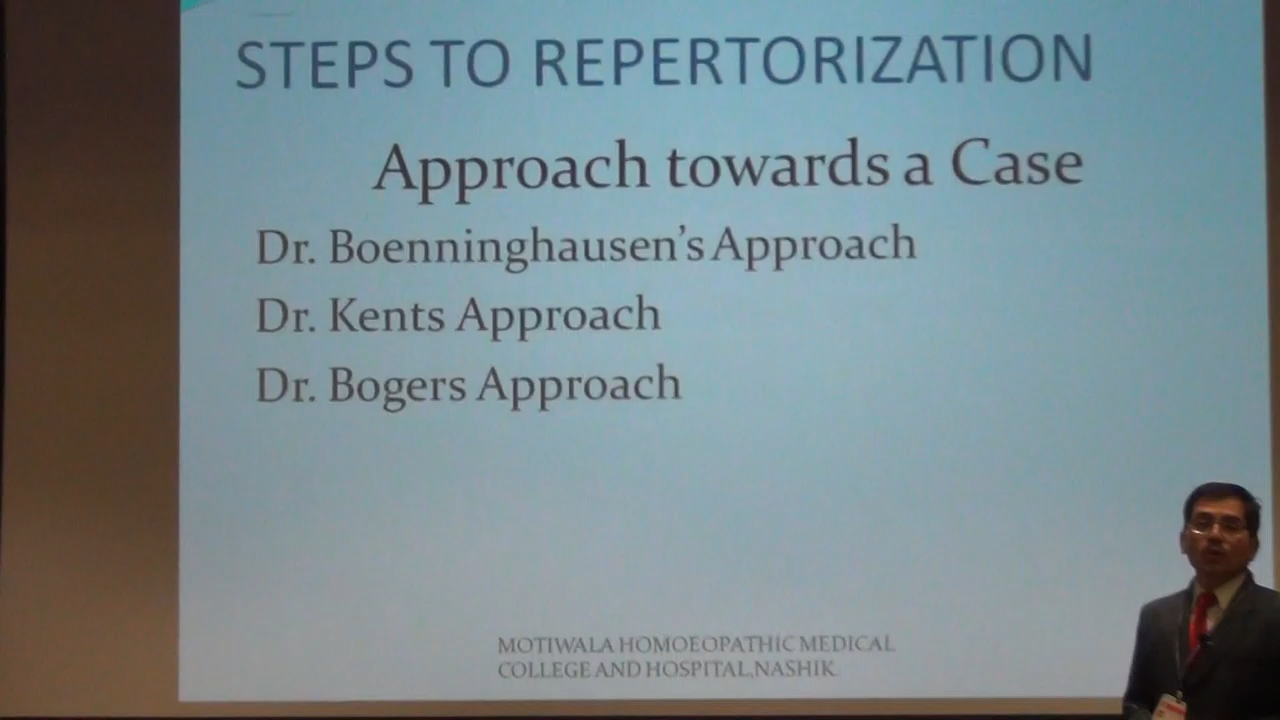 STEPS TO REPERTORIZATION
Approach towards a Case
Dr. Boenninghausen's Approach
Dr. Kents Approach
Dr. Bogers Approach
MOTIWALA HOMOEOPATHIC MEDICAL
COLLEGE AND HOSPITAL,NASHIK.